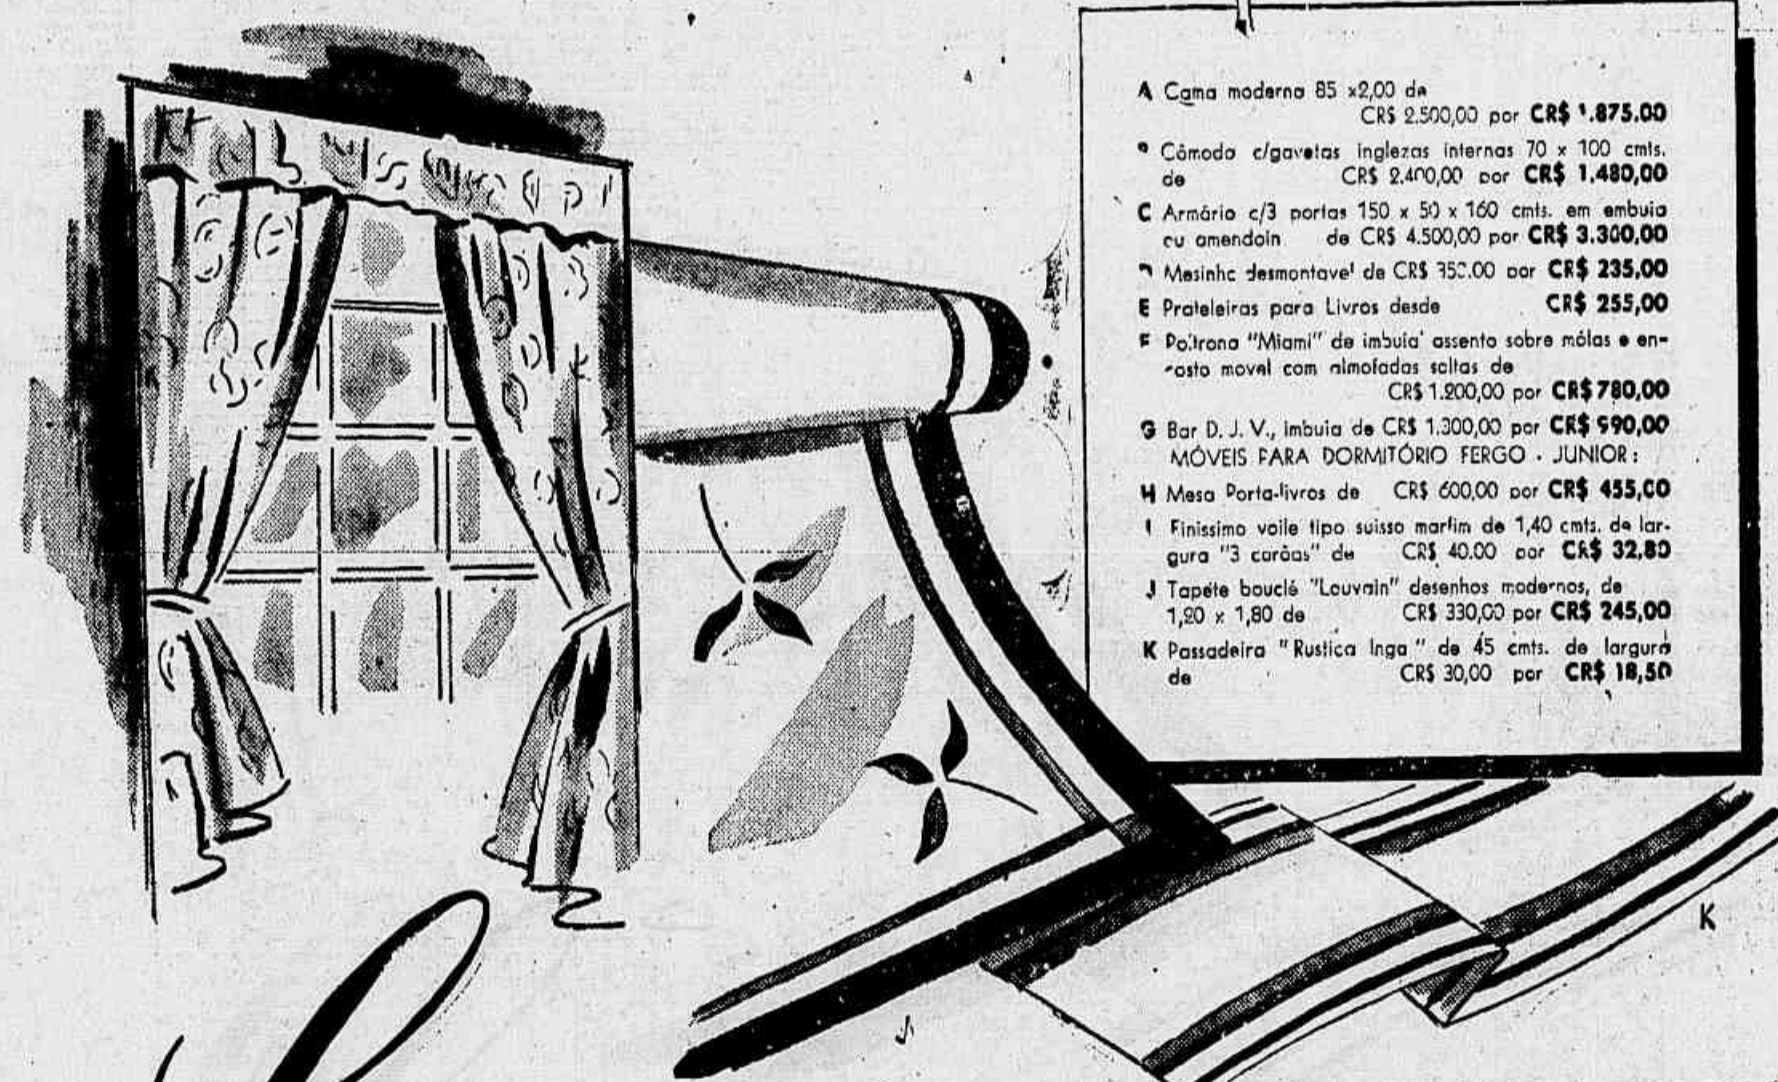 A Cama moderna 85 x2,00 de
CR$ 2.500,00 por CR$ 1.875.00
Cômoda c/gavetas inglezas internas 70 x 100 cmts.
de CR$ 2.400,00 por CR$ 1.480,00
C Armário c/3 portas 150 x 50 x 160 cmts. em embuia
ou amendoin de CR$ 4.500,00 por CR$ 3.300,00
Mesinha desmontavel de CR$ 350.00 por CR$ 235,00
E Prateleiras para Livros desde CR$ 255,00
F Poltrona "Miami" de imbuia assento sobre mólas e en-
costo movel com almofadas soltas de
CR$ 1.200,00 por CR$ 780,00
G Bar D. J. V., imbuia de CR$ 1.300,00 por CR$ 590,00
MÓVEIS PARA DORMITÓRIO FERGO - JUNIOR:
H Mesa Porta-livros de CR$ 600,00 por CR$ 455,00
I Finissimo voile tipo suisso marfim de 1,40 cmts. de lar-
gura "3 corôas" de CR$ 40.00 por CR$ 32,80
J Tapete bouclé "Louvain" desenhos modernos, de
1,20 x 1,80 de CR$ 330,00 por CR$ 245,00
K Passadeira "Rustica Inga" de 45 cmts. de largura
de CR$ 30,00 por CR$ 18,50
K
J